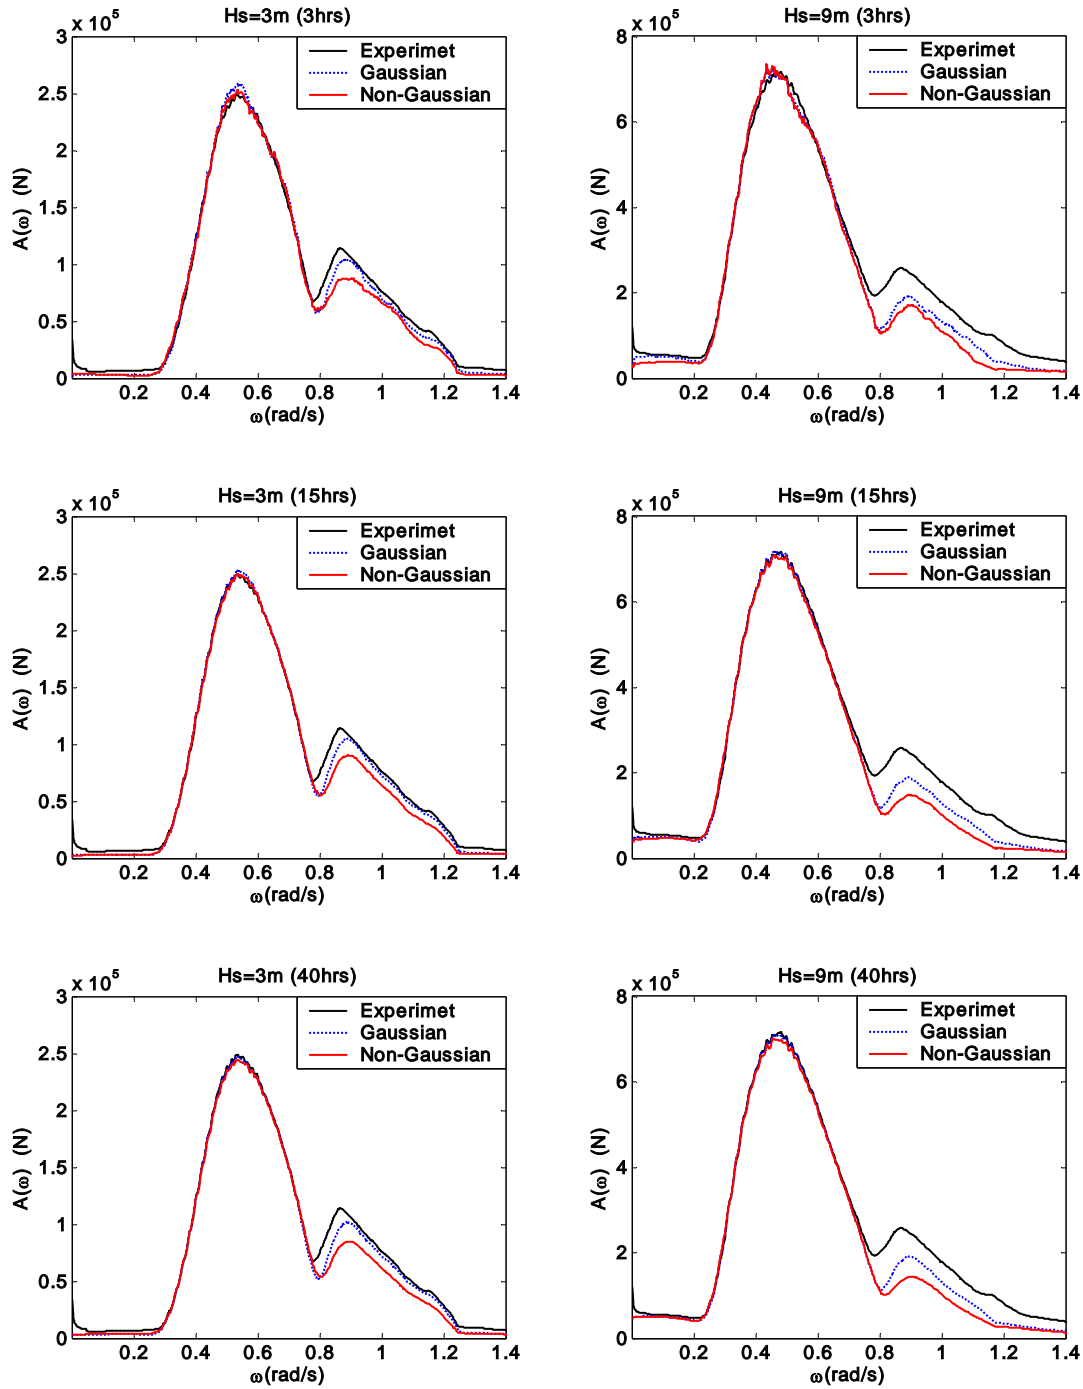 Hs=3m (3hrs)
x 10^5
Experimet
Gaussian
Non-Gaussian
A(ω) (N)
3
2.5
2
1.5
1
0.5
0
0.2 0.4 0.6 0.8 1 1.2 1.4
ω(rad/s)
Hs=9m (3hrs)
x 10^5
Experimet
Gaussian
Non-Gaussian
A(ω) (N)
8
6
4
2
0
0.2 0.4 0.6 0.8 1 1.2 1.4
ω(rad/s)
Hs=3m (15hrs)
x 10^5
Experimet
Gaussian
Non-Gaussian
A(ω) (N)
3
2.5
2
1.5
1
0.5
0
0.2 0.4 0.6 0.8 1 1.2 1.4
ω(rad/s)
Hs=9m (15hrs)
x 10^5
Experimet
Gaussian
Non-Gaussian
A(ω) (N)
8
6
4
2
0
0.2 0.4 0.6 0.8 1 1.2 1.4
ω(rad/s)
Hs=3m (40hrs)
x 10^5
Experimet
Gaussian
Non-Gaussian
A(ω) (N)
3
2.5
2
1.5
1
0.5
0
0.2 0.4 0.6 0.8 1 1.2 1.4
ω(rad/s)
Hs=9m (40hrs)
x 10^5
Experimet
Gaussian
Non-Gaussian
A(ω) (N)
8
6
4
2
0
0.2 0.4 0.6 0.8 1 1.2 1.4
ω(rad/s)